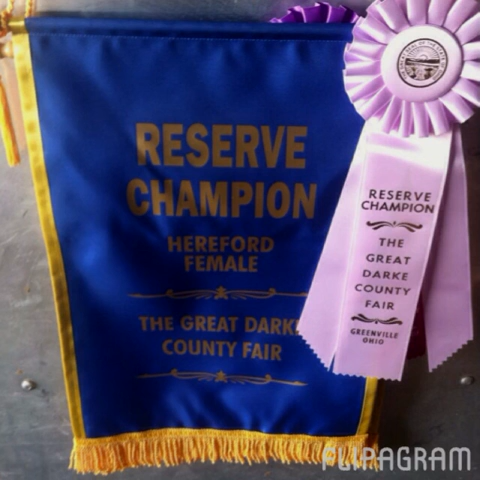 RESERVE
CHAMPION
HEREFORD
FEMALE
THE GREAT DARKE
COUNTY FAIR
RESERVE
CHAMPION
THE
GREAT
DARKE
COUNTY
FAIR
GREENVILLE
OHIO
FLIPAGRAM